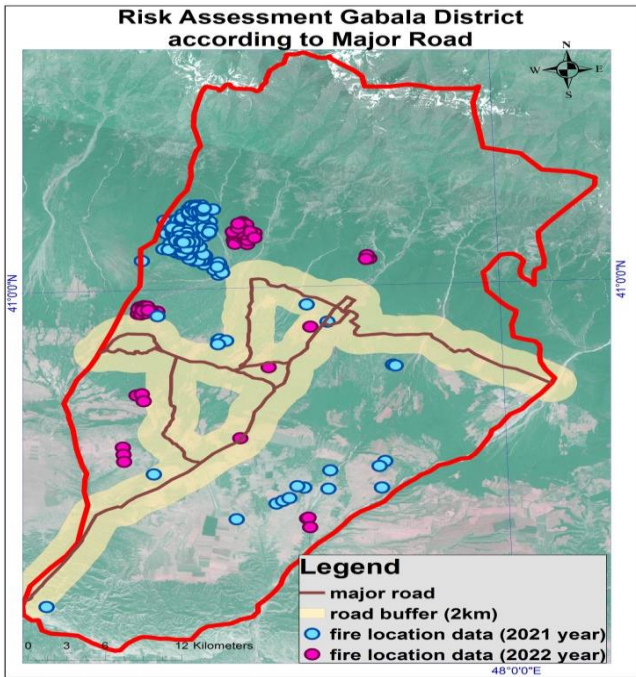 Risk Assessment Gabala District
according to Major Road
N
W E
S
41°0'0"N
41°0'0"N
Legend
major road
road buffer (2km)
fire location data (2021 year)
fire location data (2022 year)
0 3 6 12 Kilometers
48°0'0"E